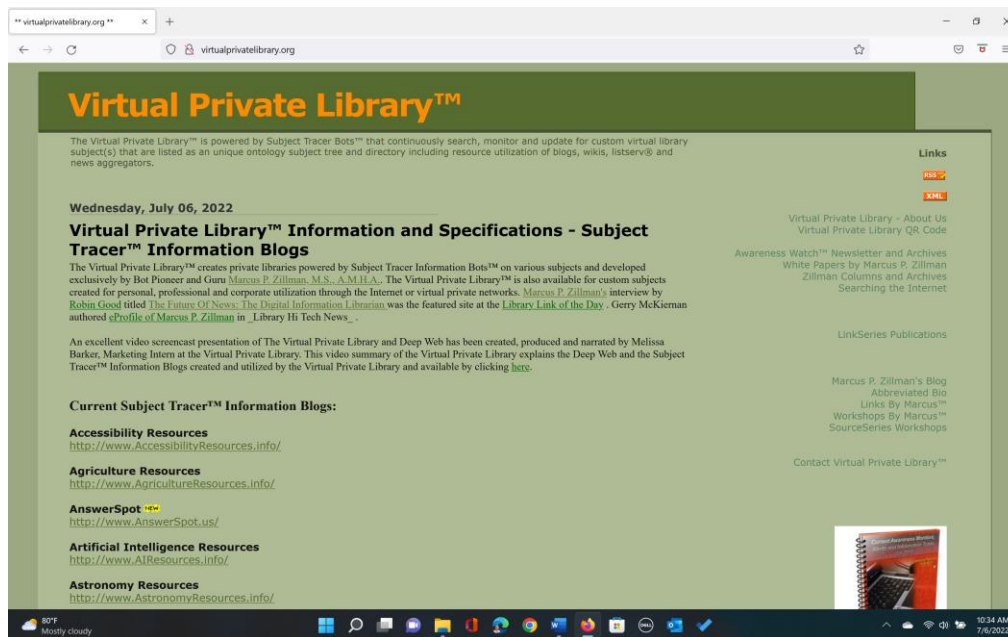 ** virtualprivatelibrary.org **
virtualprivatelibrary.org
Virtual Private Library™
The Virtual Private Library™ is powered by Subject Tracer Bots™ that continuously search, monitor and update for custom virtual library
subject(s) that are listed as an unique ontology subject tree and directory including resource utilization of blogs, wikis, listserv® and
news aggregators.
Links
RSS
XML
Wednesday, July 06, 2022
Virtual Private Library™ Information and Specifications - Subject
Tracer™ Information Blogs
The Virtual Private Library™ creates private libraries powered by Subject Tracer Information Bots™ on various subjects and developed
exclusively by Bot Pioneer and Guru Marcus P. Zillman, M.S., A.M.H.A.. The Virtual Private Library™ is also available for custom subjects
created for personal, professional and corporate utilization through the Internet or virtual private networks. Marcus P. Zillman's interview by
Robin Good titled The Future Of News: The Digital Information Librarian was the featured site at the Library Link of the Day . Gerry McKiernan
authored eProfile of Marcus P. Zillman in _Library Hi Tech News_ .
An excellent video screencast presentation of The Virtual Private Library and Deep Web has been created, produced and narrated by Melissa
Barker, Marketing Intern at the Virtual Private Library. This video summary of the Virtual Private Library explains the Deep Web and the Subject
Tracer™ Information Blogs created and utilized by the Virtual Private Library and available by clicking here.
Current Subject Tracer™ Information Blogs:
Accessibility Resources
http://www.AccessibilityResources.info/
Agriculture Resources
http://www.AgricultureResources.info/
AnswerSpot NEW
http://www.AnswerSpot.us/
Artificial Intelligence Resources
http://www.AIResources.info/
Astronomy Resources
http://www.AstronomyResources.info/
Virtual Private Library - About Us
Virtual Private Library QR Code
Awareness Watch™ Newsletter and Archives
White Papers by Marcus P. Zillman
Zillman Columns and Archives
Searching the Internet
LinkSeries Publications
Marcus P. Zillman's Blog
Abbreviated Bio
Links By Marcus™
Workshops By Marcus™
SourceSeries Workshops
Contact Virtual Private Library™
80°F
Mostly cloudy
DELL
10:34